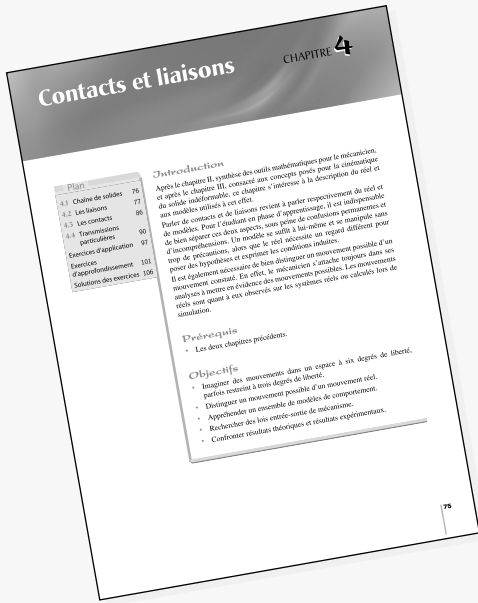 Contacts et liaisons
CHAPITRE 4
Plan
4.1 Chaîne de solides 76
4.2 Les liaisons 77
4.3 Les contacts 86
4.4 Transmissions
particulières 90
Exercices d'application 97
Exercices
d'approfondissement 101
Solutions des exercices 106
Introduction
Après le chapitre II, synthèse des outils mathématiques pour le mécanicien,
et après le chapitre III, consacré aux concepts posés pour la cinématique
du solide indéformable, ce chapitre s'intéresse à la description du réel et
aux modèles utilisés à cet effet.
Parler de contacts et de liaisons revient à parler respectivement du réel et
de modèles. Pour l'étudiant en phase d'apprentissage, il est indispensable
de bien séparer ces deux aspects, sous peine de confusions permanentes et
d'incompréhensions. Un modèle se suffit à lui-même et se manipule sans
trop de précautions, alors que le réel nécessite un regard différent pour
poser des hypothèses et exprimer les conditions induites.
Il est également nécessaire de bien distinguer un mouvement possible d'un
mouvement constaté. En effet, le mécanicien s'attache toujours dans ses
analyses à mettre en évidence des mouvements possibles. Les mouvements
réels sont quant à eux observés sur les systèmes réels ou calculés lors de
simulation.
Prérequis
• Les deux chapitres précédents.
Objectifs
• Imaginer des mouvements dans un espace à six degrés de liberté,
parfois restreint à trois degrés de liberté.
• Distinguer un mouvement possible d'un mouvement réel.
• Appréhender un ensemble de modèles de comportement.
• Rechercher des lois entrée-sortie de mécanisme.
• Confronter résultats théoriques et résultats expérimentaux.
75